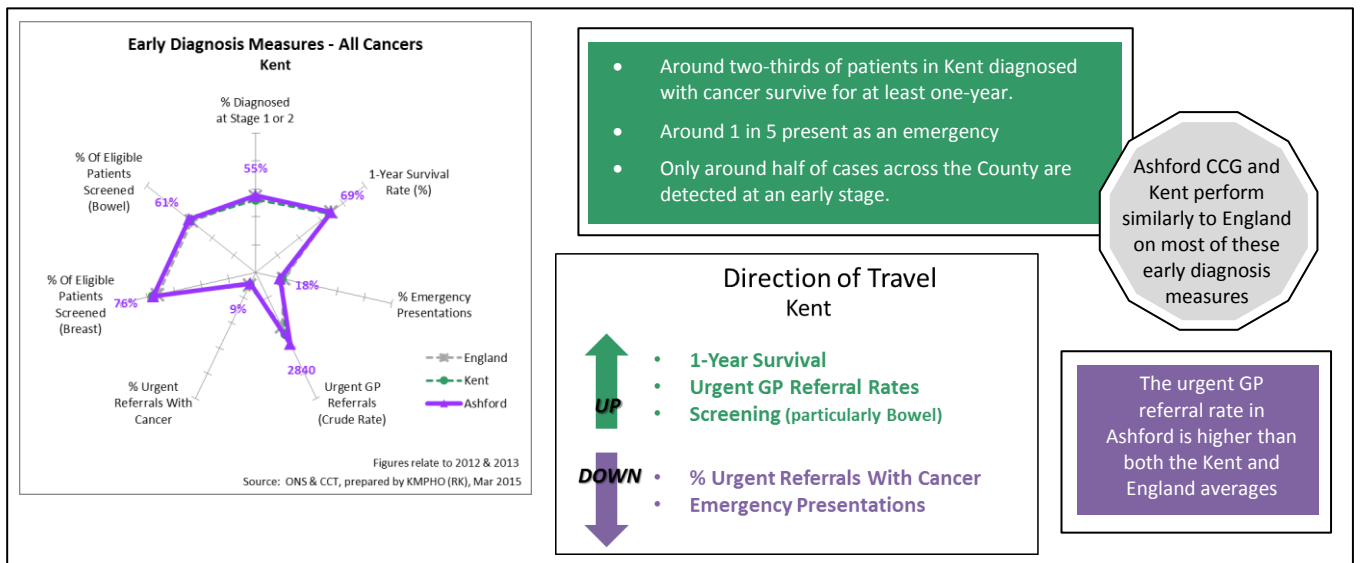 Early Diagnosis Measures - All Cancers
Kent
% Diagnosed
at Stage 1 or 2
55%
1-Year Survival
Rate (%)
69%
% Emergency
Presentations
18%
Urgent GP
Referrals
(Crude Rate)
2840
% Urgent
Referrals With
Cancer
9%
% Of Eligible
Patients
Screened
(Breast)
76%
% Of Eligible
Patients
Screened
(Bowel)
61%
England
Kent
Ashford
Figures relate to 2012 & 2013
Source: ONS & CCT, prepared by KMPHO (RK), Mar 2015
• Around two-thirds of patients in Kent diagnosed
with cancer survive for at least one-year.
• Around 1 in 5 present as an emergency
• Only around half of cases across the County are
detected at an early stage.
Ashford CCG and
Kent perform
similarly to England
on most of these
early diagnosis
measures
Direction of Travel
Kent
UP
• 1-Year Survival
• Urgent GP Referral Rates
• Screening (particularly Bowel)
DOWN
• % Urgent Referrals With Cancer
• Emergency Presentations
The urgent GP
referral rate in
Ashford is higher than
both the Kent and
England averages